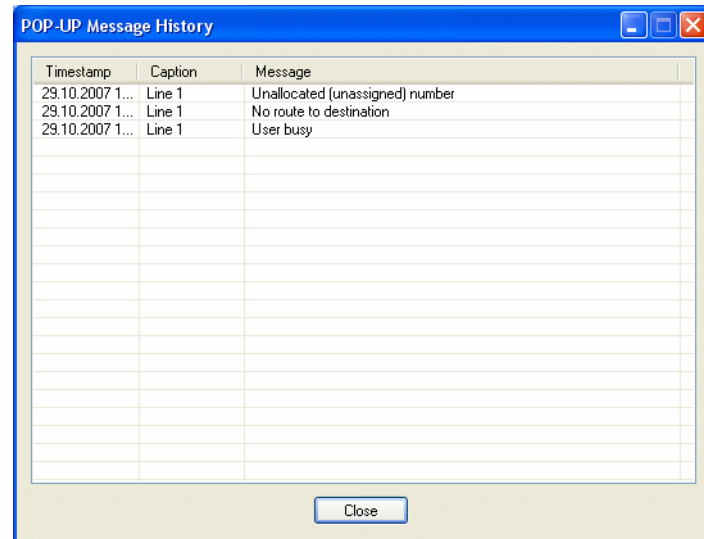 POP-UP Message History
Timestamp Caption Message
29.10.2007 1... Line 1 Unallocated (unassigned) number
29.10.2007 1... Line 1 No route to destination
29.10.2007 1... Line 1 User busy
Close